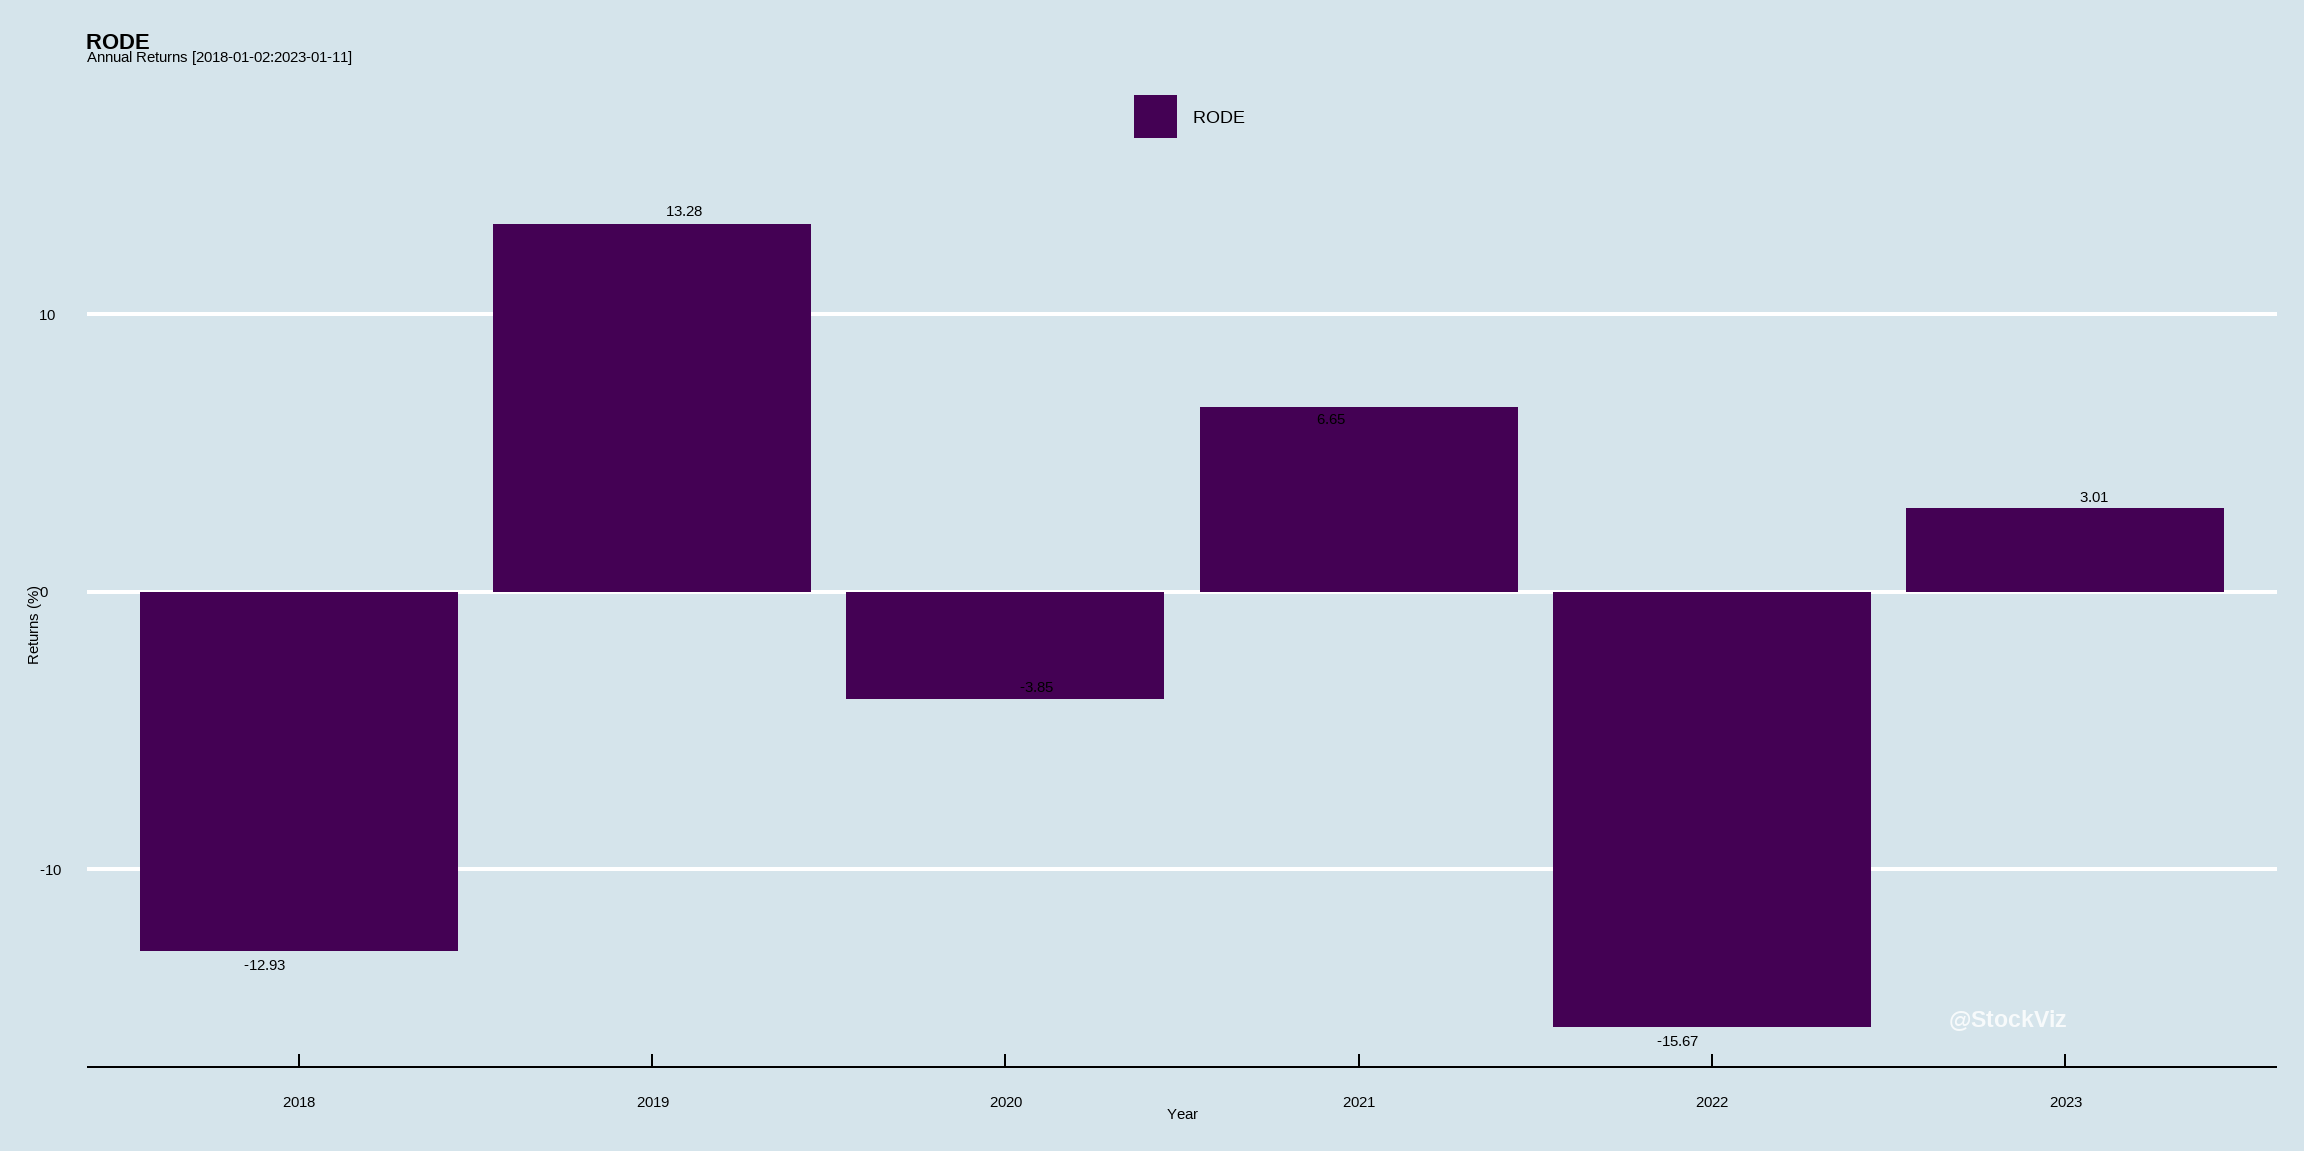 RODE
Annual Returns [2018-01-02:2023-01-11]
RODE
13.28
10
6.65
3.01
Returns (%)
0
-3.85
-10
-12.93
@StockViz
-15.67
2018 2019 2020 2021 2022 2023
Year